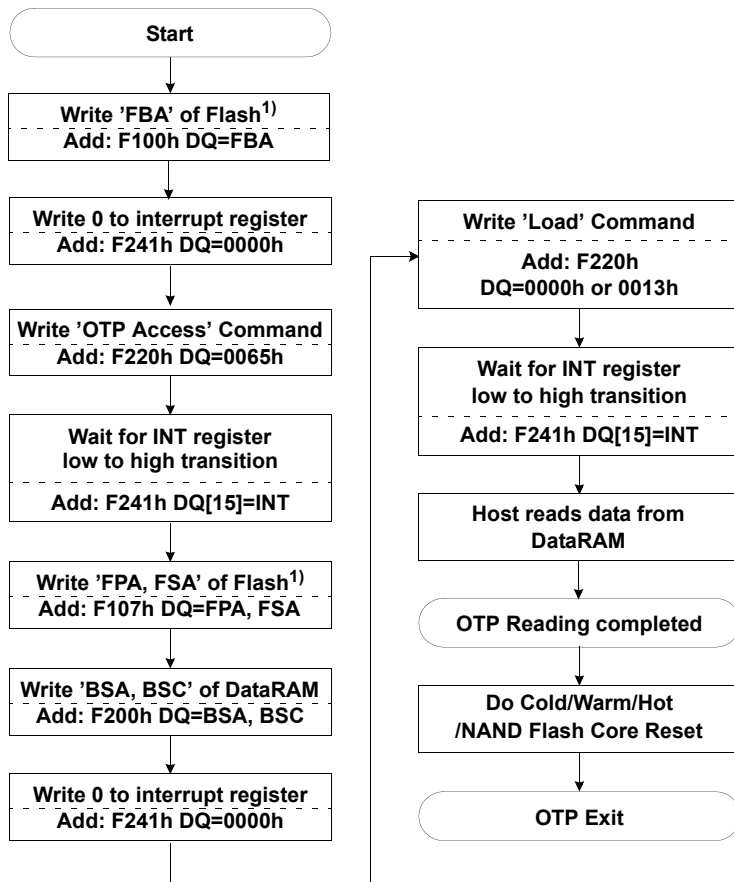 Start
Write ’FBA’ of Flash1)
Add: F100h DQ=FBA
Write 0 to interrupt register
Add: F241h DQ=0000h
Write ’OTP Access’ Command
Add: F220h DQ=0065h
Wait for INT register
low to high transition
Add: F241h DQ[15]=INT
Write ’FPA, FSA’ of Flash1)
Add: F107h DQ=FPA, FSA
Write ’BSA, BSC’ of DataRAM
Add: F200h DQ=BSA, BSC
Write 0 to interrupt register
Add: F241h DQ=0000h
Write ’Load’ Command
Add: F220h
DQ=0000h or 0013h
Wait for INT register
low to high transition
Add: F241h DQ[15]=INT
Host reads data from
DataRAM
OTP Reading completed
Do Cold/Warm/Hot
/NAND Flash Core Reset
OTP Exit